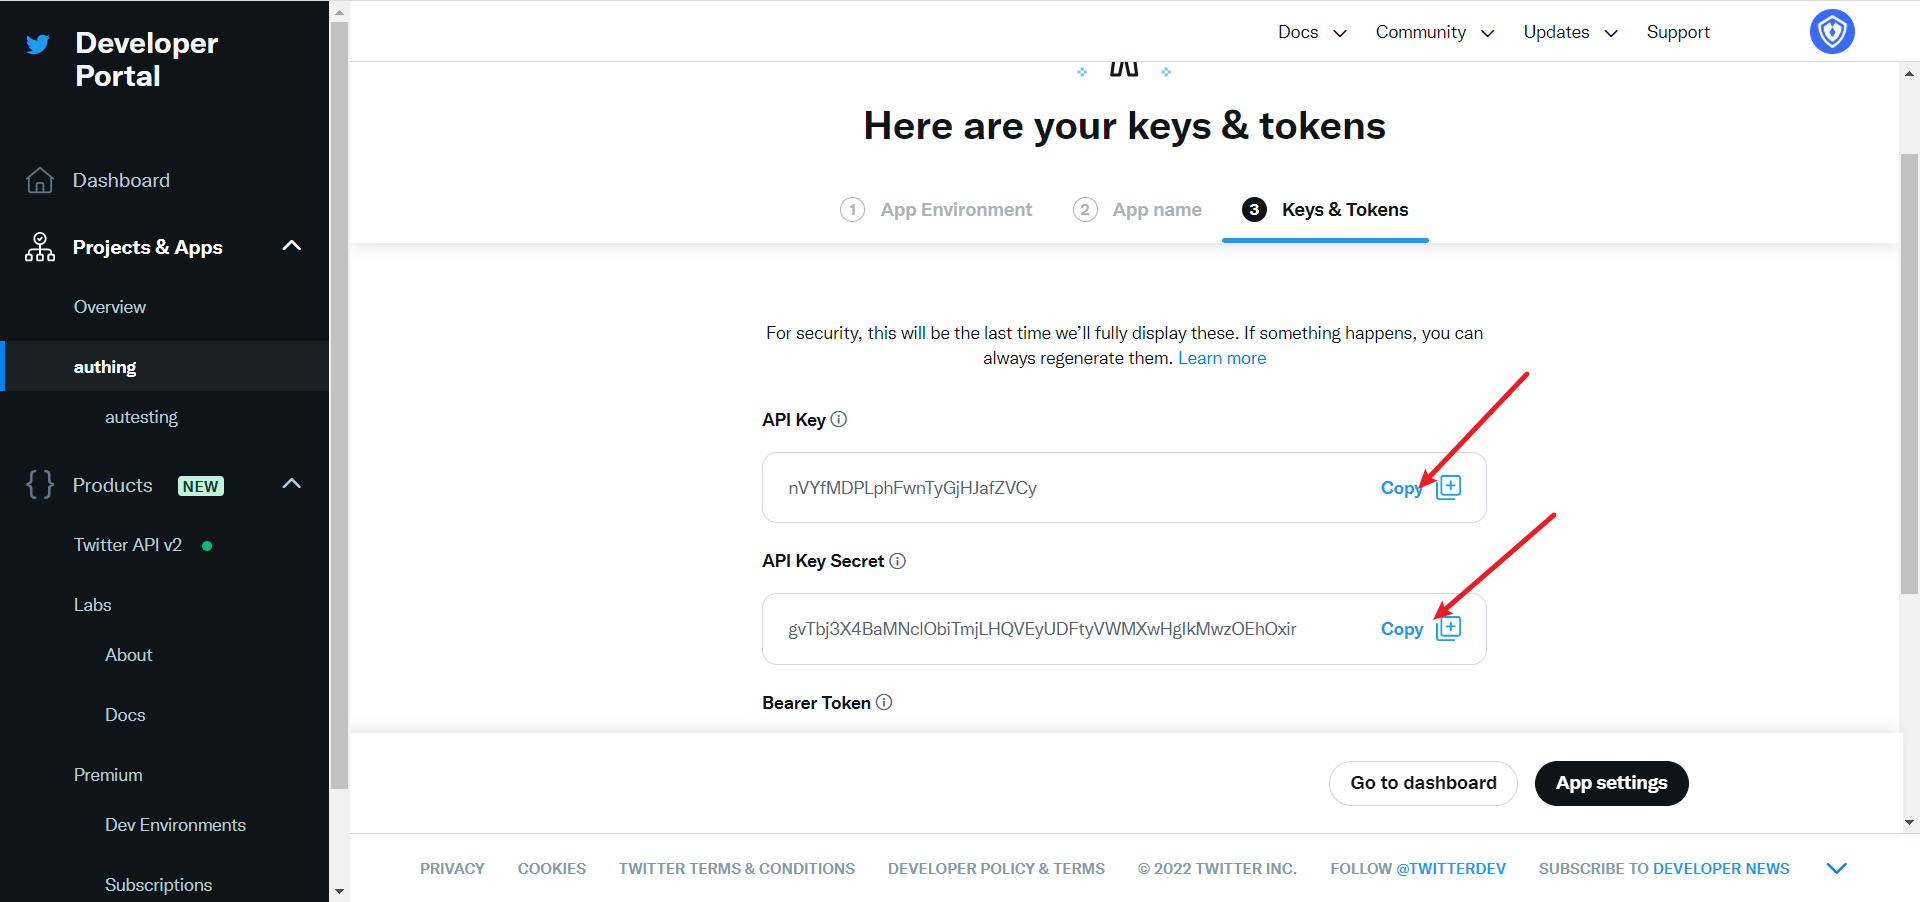 Developer
Portal
Dashboard
Projects & Apps
Overview
authing
autesting
Products NEW
Twitter API v2
Labs
About
Docs
Premium
Dev Environments
Subscriptions
Docs Community Updates Support
Here are your keys & tokens
1 App Environment 2 App name 3 Keys & Tokens
For security, this will be the last time we’ll fully display these. If something happens, you can
always regenerate them. Learn more
API Key
nVYfMDPLphFwnTyGjHJafZVCy Copy
API Key Secret
gvTbj3X4BaMNclObiTmjLHQVEyUDFtyVWMXwHgIkMwzOEhOxir Copy
Bearer Token
Go to dashboard App settings
PRIVACY COOKIES TWITTER TERMS & CONDITIONS DEVELOPER POLICY & TERMS © 2022 TWITTER INC. FOLLOW @TWITTERDEV SUBSCRIBE TO DEVELOPER NEWS